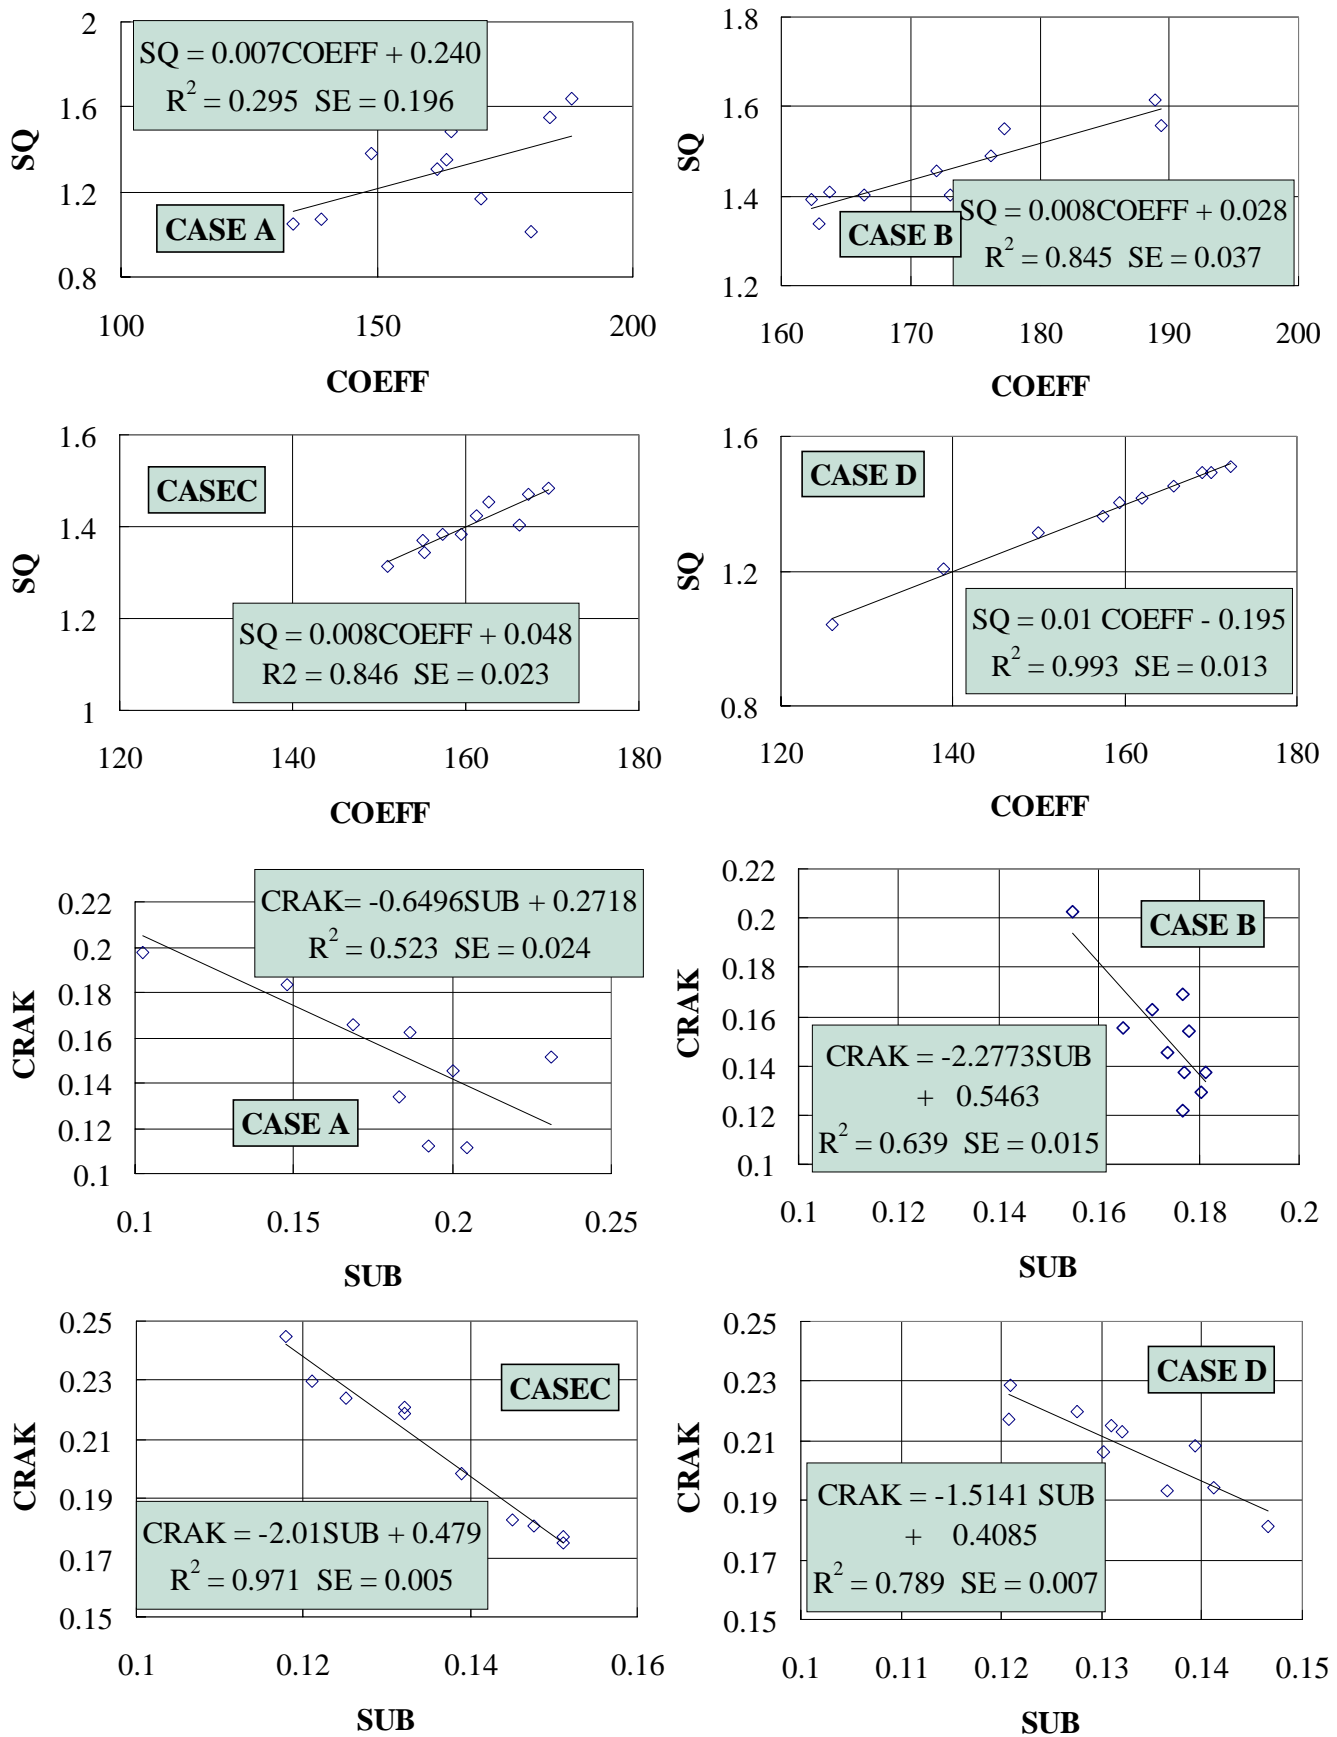 2
1.6
1.2
0.8
SQ
SQ = 0.007COEFF + 0.240
R² = 0.295 SE = 0.196
CASE A
100 150 200
COEFF
1.8
1.6
1.4
1.2
SQ
SQ = 0.008COEFF + 0.028
R² = 0.845 SE = 0.037
CASE B
160 170 180 190 200
COEFF
1.6
1.4
1.2
1
SQ
CASEC
SQ = 0.008COEFF + 0.048
R2 = 0.846 SE = 0.023
120 140 160 180
COEFF
1.6
1.2
0.8
SQ
CASE D
SQ = 0.01 COEFF - 0.195
R² = 0.993 SE = 0.013
120 140 160 180
COEFF
0.22
0.2
0.18
0.16
0.14
0.12
0.1
CRAK
CRAK= -0.6496SUB + 0.2718
R² = 0.523 SE = 0.024
CASE A
0.1 0.15 0.2 0.25
SUB
0.22
0.2
0.18
0.16
0.14
0.12
0.1
CRAK
CASE B
CRAK = -2.2773SUB
+ 0.5463
R² = 0.639 SE = 0.015
0.1 0.12 0.14 0.16 0.18 0.2
SUB
0.25
0.23
0.21
0.19
0.17
0.15
CRAK
CASEC
CRAK = -2.01SUB + 0.479
R² = 0.971 SE = 0.005
0.1 0.12 0.14 0.16
SUB
0.25
0.23
0.21
0.19
0.17
0.15
CRAK
CASE D
CRAK = -1.5141 SUB
+ 0.4085
R² = 0.789 SE = 0.007
0.1 0.11 0.12 0.13 0.14 0.15
SUB